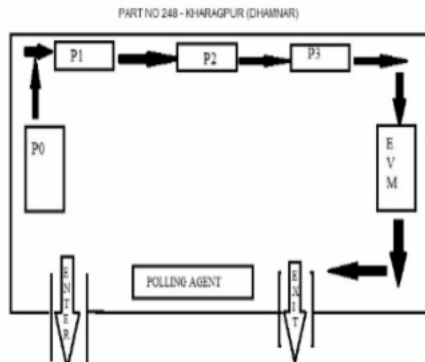 PART NO 248 - KHARAGPUR (DHAMNAR)
P1
P2
P3
P0
E
V
M
POLLING AGENT
ENTER
EXIT